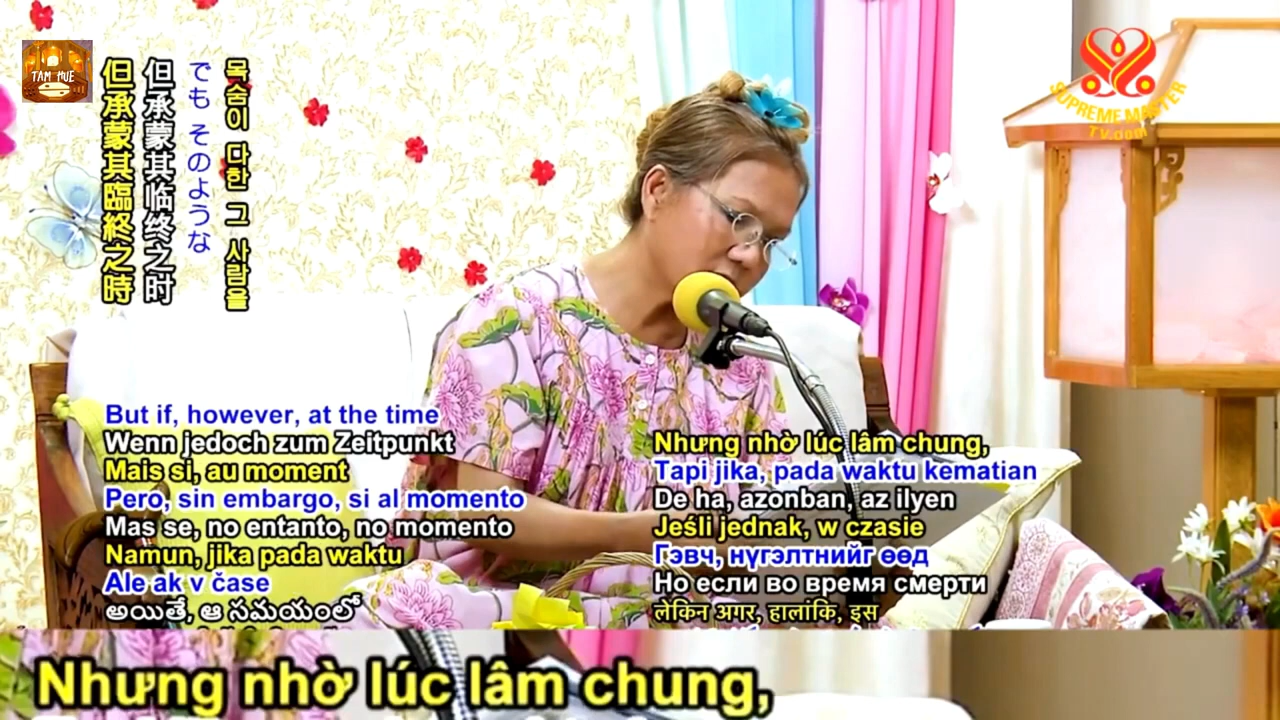 TÂM HUỆ
SUPREME MASTER
TV.com
목숨이 다한 그 사람을
でも そのような
但承蒙其临终之时
但承蒙其臨終之時
But if, however, at the time
Wenn jedoch zum Zeitpunkt
Mais si, au moment
Pero, sin embargo, si al momento
Mas se, no entanto, no momento
Namun, jika pada waktu
Ale ak v čase
అయితే, ఆ సమయంలో
Nhưng nhờ lúc lâm chung,
Tapi jika, pada waktu kematian
De ha, azonban, az ilyen
Jeśli jednak, w czasie
Гэвч, нүгэлтнийг өөд
Но если во время смерти
लेकिन अगर, हालांकि, इस
Nhưng nhờ lúc lâm chung,